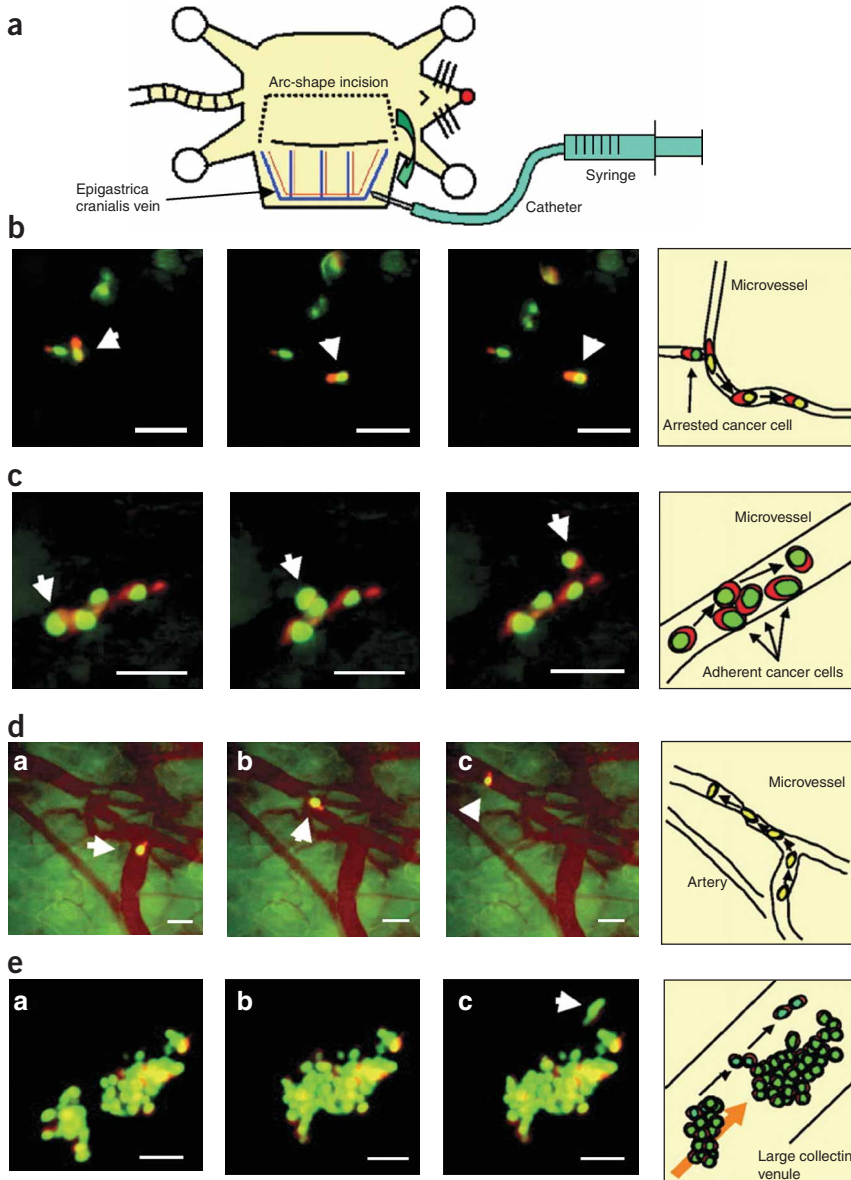 a
Arc-shape incision
Epigastrica
cranialis vein
Syringe
Catheter
b
Microvessel
Arrested cancer cell
c
Microvessel
Adherent cancer cells
d
a
b
c
Microvessel
Artery
e
a
b
c
Large collectin
venule